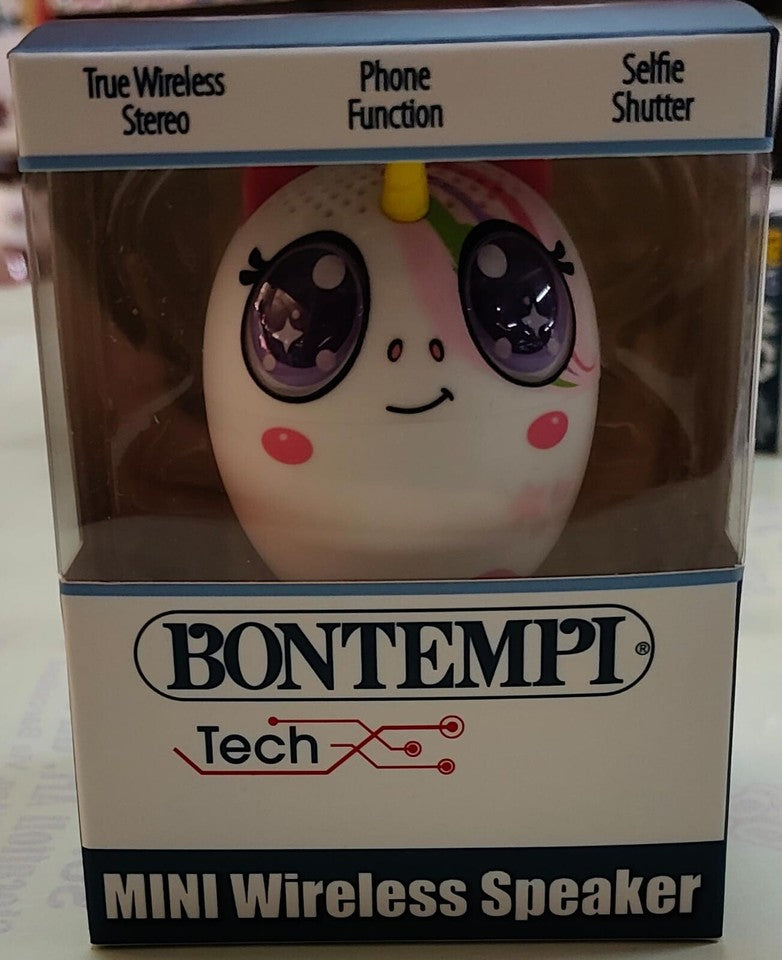 True Wireless
Stereo
Phone
Function
Selfie
Shutter
BONTEMPI®
Tech
MINI Wireless Speaker